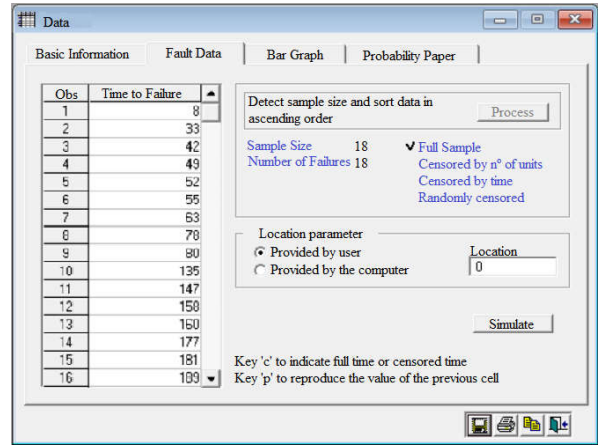 Data
Basic Information Fault Data Bar Graph Probability Paper
Obs Time to Failure
1 8
2 33
3 42
4 49
5 52
6 55
7 63
8 78
9 80
10 135
11 147
12 158
13 160
14 177
15 181
16 189
Detect sample size and sort data in
ascending order
Process
Sample Size 18
Number of Failures 18
✓ Full Sample
Censored by nº of units
Censored by time
Randomly censored
Location parameter
Provided by user
Provided by the computer
Location
0
Simulate
Key 'c' to indicate full time or censored time
Key 'p' to reproduce the value of the previous cell